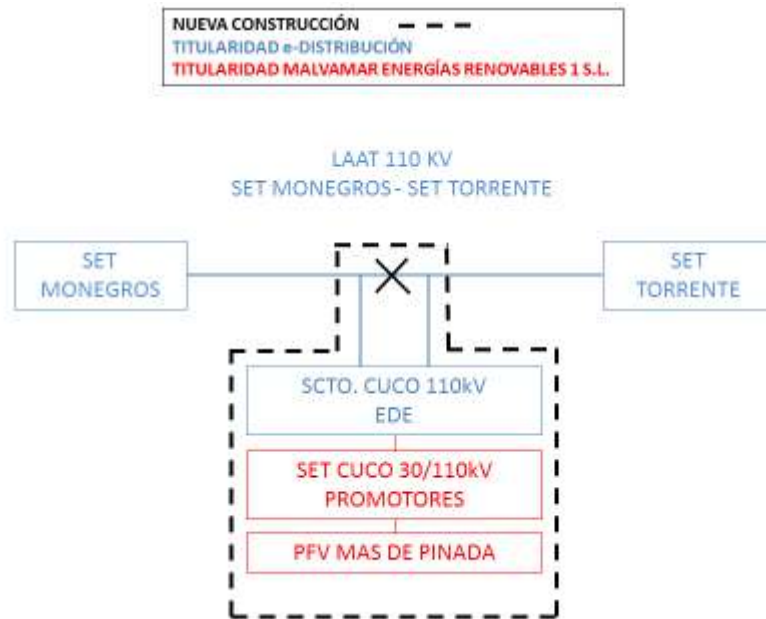 NUEVA CONSTRUCCIÓN
TITULARIDAD e-DISTRIBUCIÓN
TITULARIDAD MALVAMAR ENERGÍAS RENOVABLES 1 S.L.
LAAT 110 KV
SET MONEGROS - SET TORRENTE
SET
MONEGROS
SET
TORRENTE
SCTO. CUCO 110kV
EDE
SET CUCO 30/110kV
PROMOTORES
PFV MAS DE PINADA